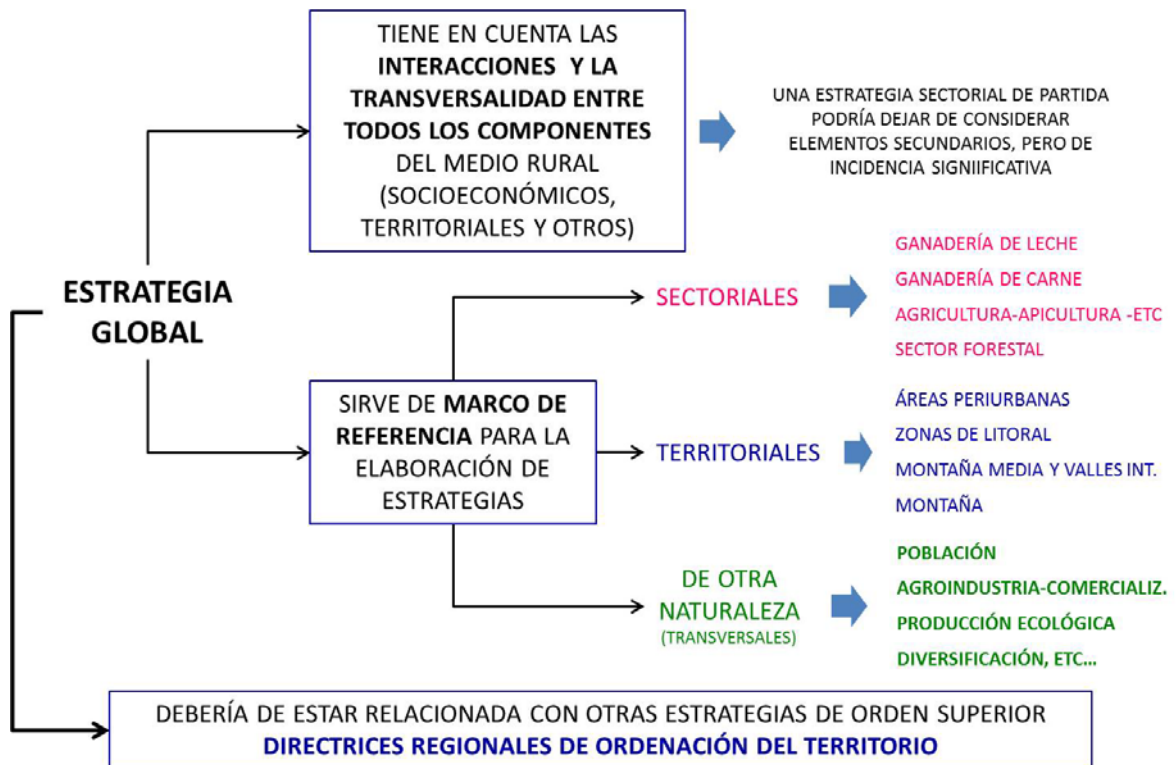 TIENE EN CUENTA LAS
INTERACCIONES Y LA
TRANSVERSALIDAD ENTRE
TODOS LOS COMPONENTES
DEL MEDIO RURAL
(SOCIOECONÓMICOS,
TERRITORIALES Y OTROS)
UNA ESTRATEGIA SECTORIAL DE PARTIDA
PODRÍA DEJAR DE CONSIDERAR
ELEMENTOS SECUNDARIOS, PERO DE
INCIDENCIA SIGNIIFICATIVA
ESTRATEGIA
GLOBAL
SIRVE DE MARCO DE
REFERENCIA PARA LA
ELABORACIÓN DE
ESTRATEGIAS
SECTORIALES
GANADERÍA DE LECHE
GANADERÍA DE CARNE
AGRICULTURA-APICULTURA -ETC
SECTOR FORESTAL
TERRITORIALES
ÁREAS PERIURBANAS
ZONAS DE LITORAL
MONTAÑA MEDIA Y VALLES INT.
MONTAÑA
DE OTRA
NATURALEZA
(TRANSVERSALES)
POBLACIÓN
AGROINDUSTRIA-COMERCIALIZ.
PRODUCCIÓN ECOLÓGICA
DIVERSIFICACIÓN, ETC...
DEBERÍA DE ESTAR RELACIONADA CON OTRAS ESTRATEGIAS DE ORDEN SUPERIOR
DIRECTRICES REGIONALES DE ORDENACIÓN DEL TERRITORIO